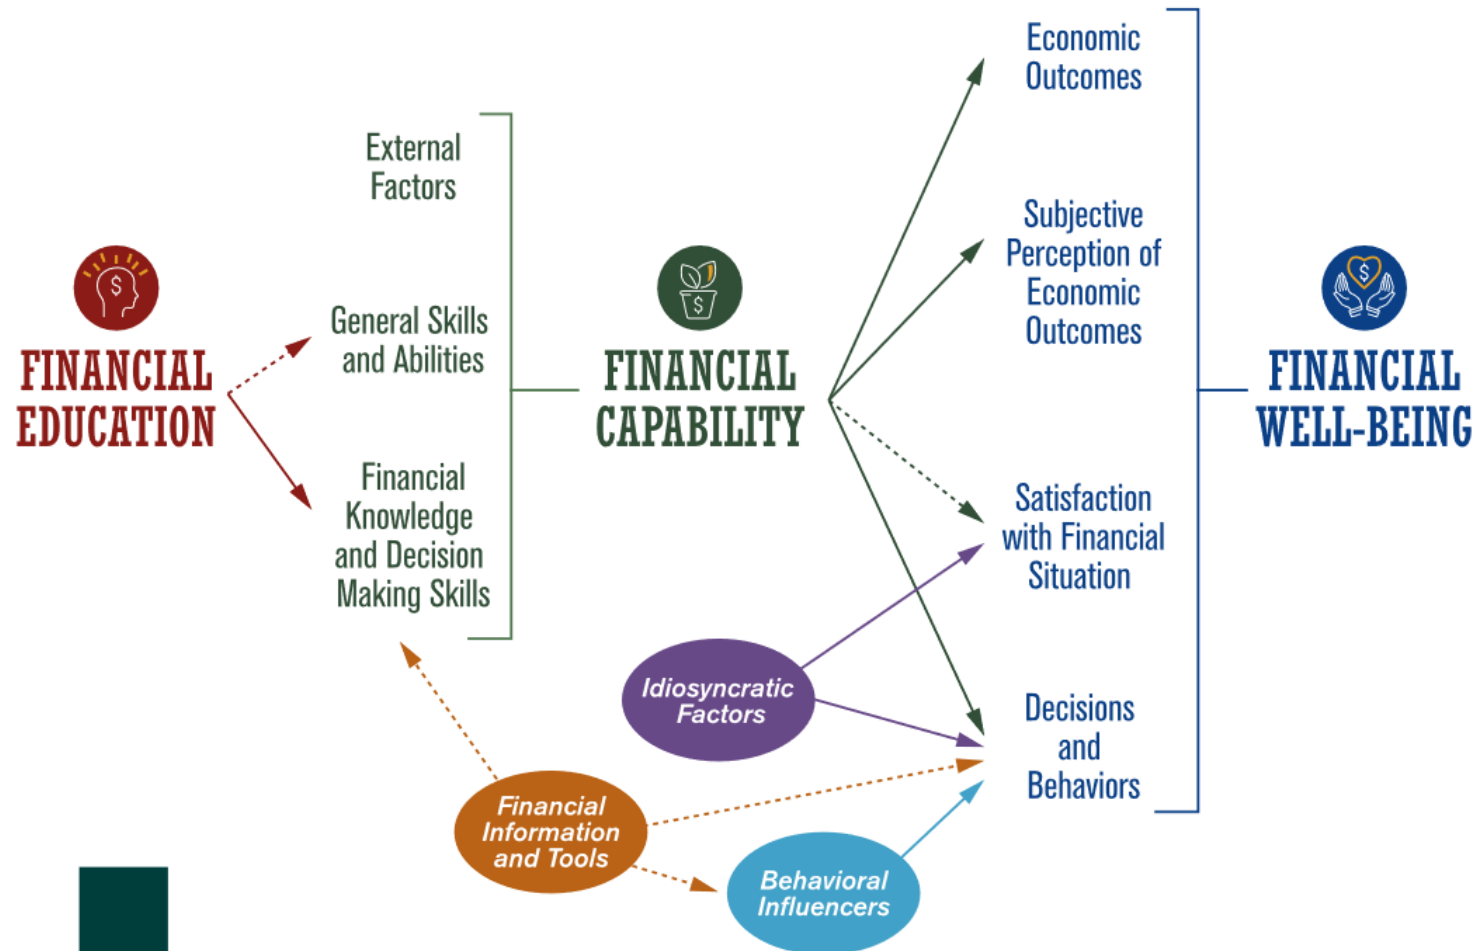 FINANCIAL
EDUCATION
External
Factors
General Skills
and Abilities
Financial
Knowledge
and Decision
Making Skills
FINANCIAL
CAPABILITY
Economic
Outcomes
Subjective
Perception of
Economic
Outcomes
Satisfaction
with Financial
Situation
Decisions
and
Behaviors
FINANCIAL
WELL-BEING
Idiosyncratic
Factors
Financial
Information
and Tools
Behavioral
Influencers
$
$
$